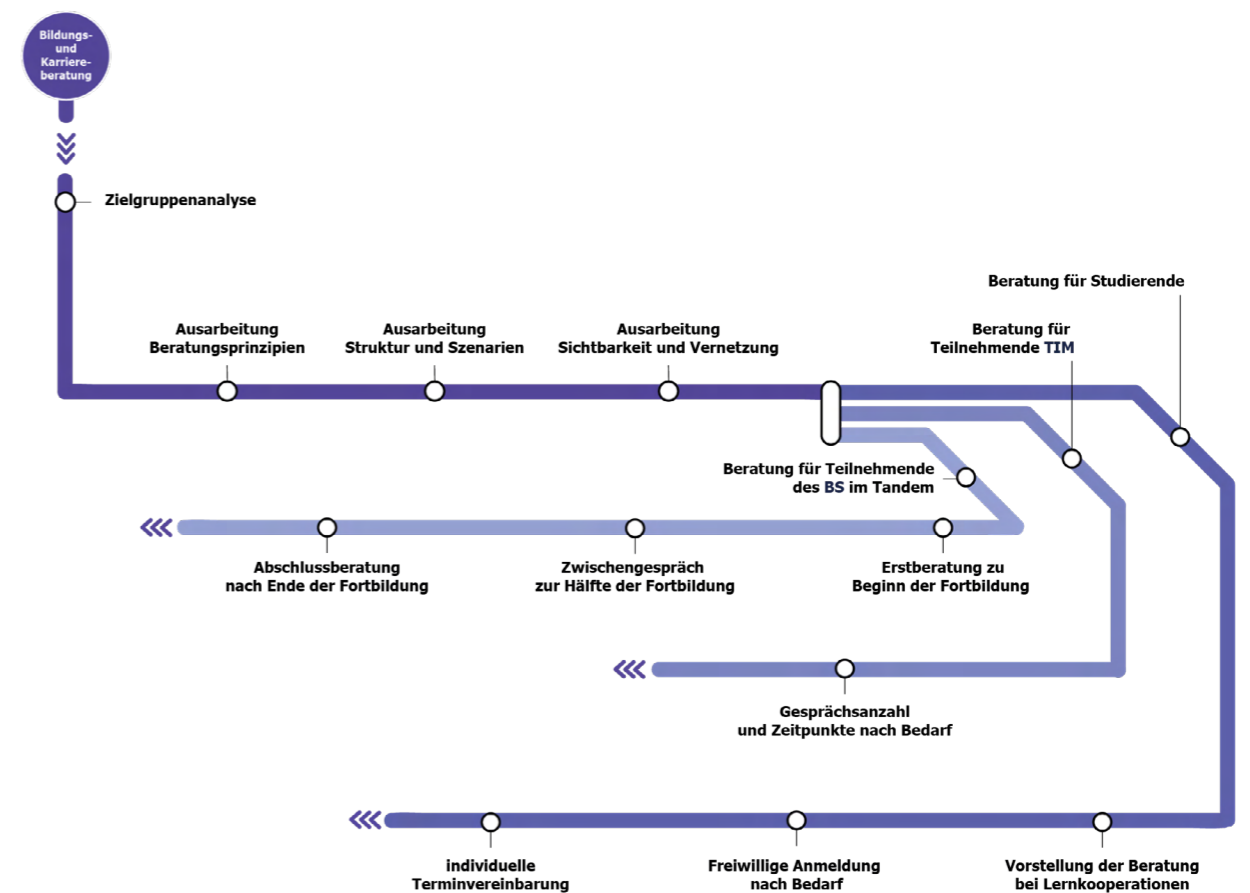 Bildungs-
und
Karriere-
beratung
Zielgruppenanalyse
Beratung für Studierende
Ausarbeitung
Beratungsprinzipien
Ausarbeitung
Struktur und Szenarien
Ausarbeitung
Sichtbarkeit und Vernetzung
Beratung für
Teilnehmende TIM
Beratung für Teilnehmende
des BS im Tandem
Abschlussberatung
nach Ende der Fortbildung
Zwischengespräch
zur Hälfte der Fortbildung
Erstberatung zu
Beginn der Fortbildung
Gesprächsanzahl
und Zeitpunkte nach Bedarf
individuelle
Terminvereinbarung
Freiwillige Anmeldung
nach Bedarf
Vorstellung der Beratung
bei Lernkooperationen